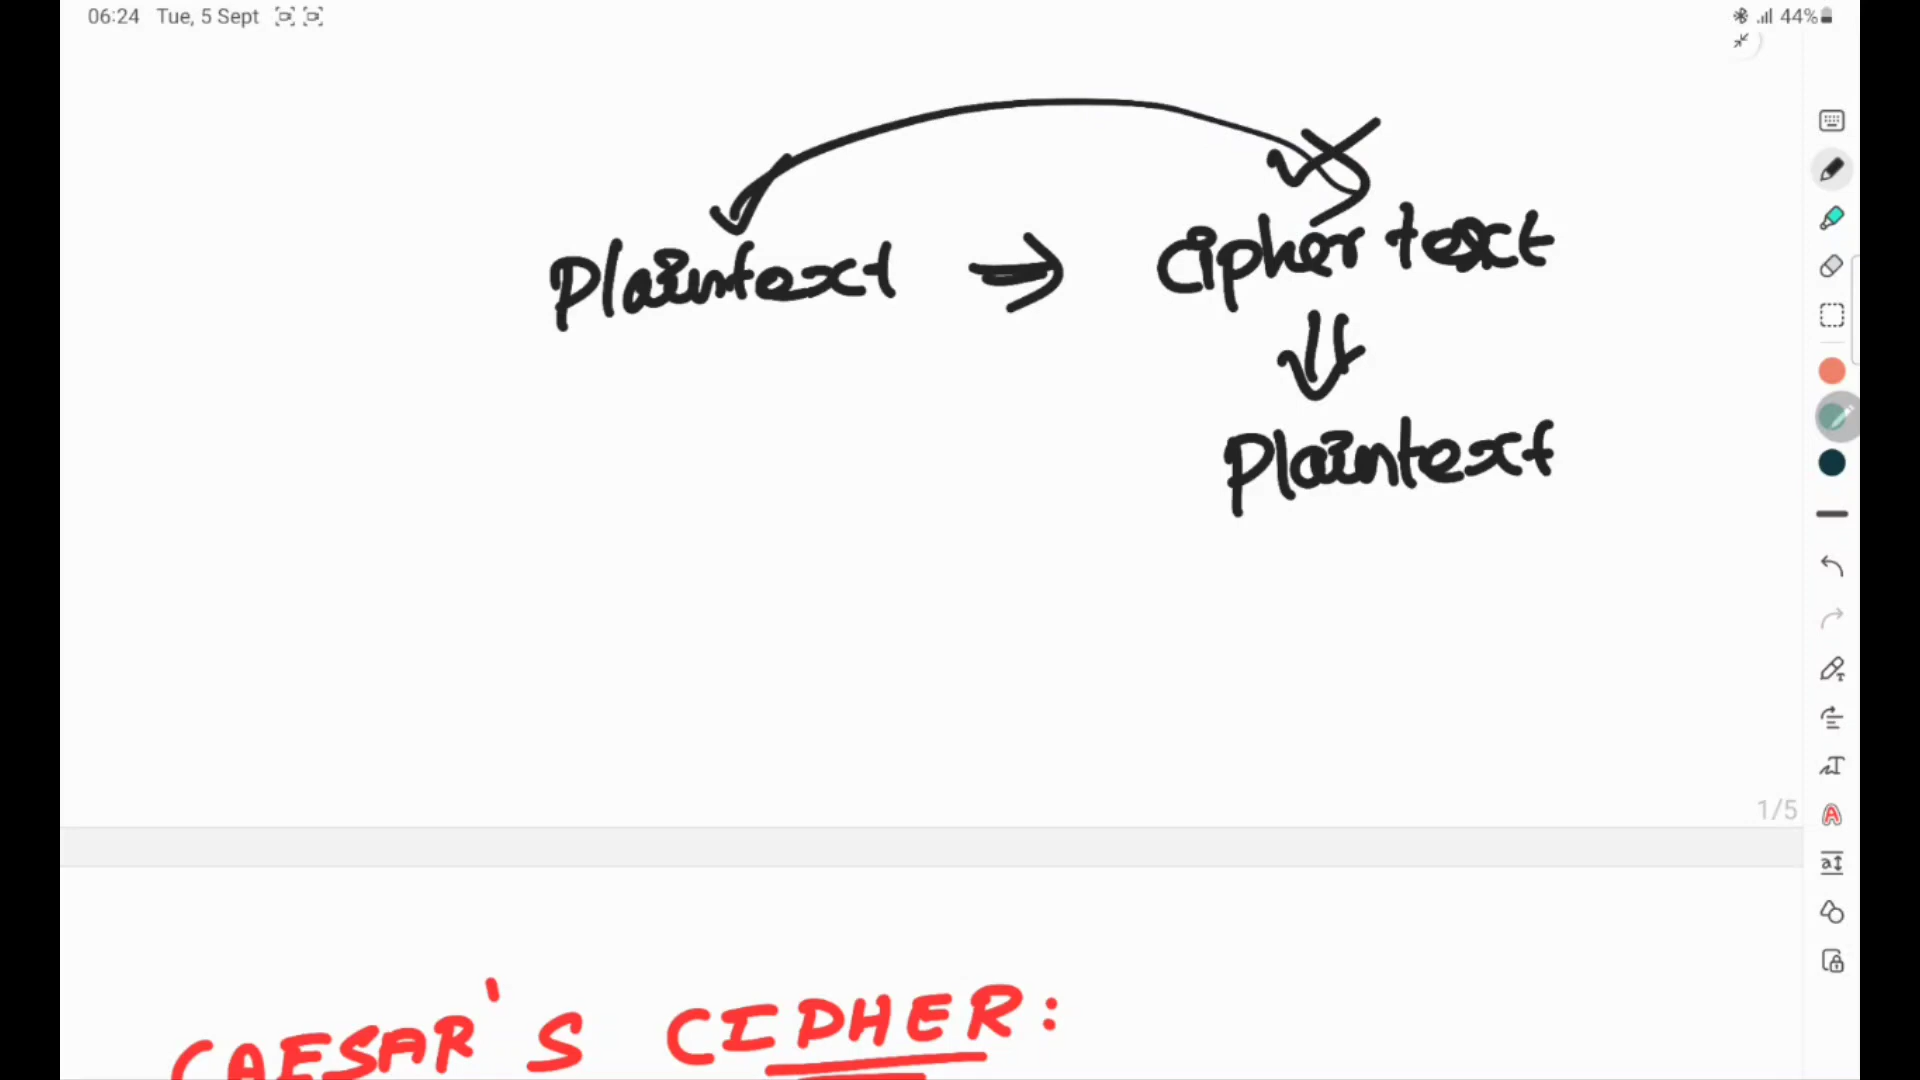 06:24 Tue, 5 Sept 44%
Plaintext ⇒ Cipher text
Plaintext
1/5
CAESAR'S CIPHER: